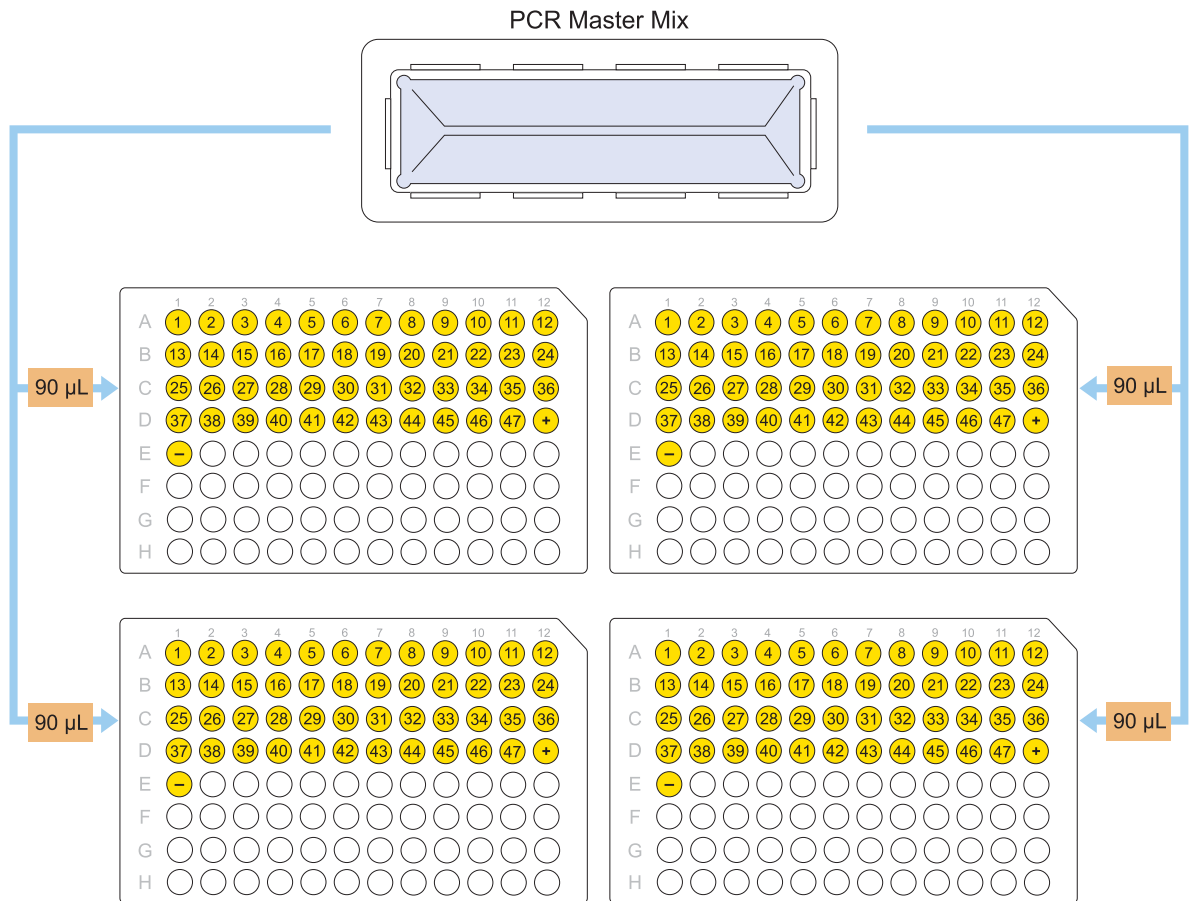 PCR Master Mix
1 2 3 4 5 6 7 8 9 10 11 12
A 1 2 3 4 5 6 7 8 9 10 11 12
B 13 14 15 16 17 18 19 20 21 22 23 24
C 25 26 27 28 29 30 31 32 33 34 35 36
D 37 38 39 40 41 42 43 44 45 46 47 +
E –
F
G
H
90 µL
1 2 3 4 5 6 7 8 9 10 11 12
A 1 2 3 4 5 6 7 8 9 10 11 12
B 13 14 15 16 17 18 19 20 21 22 23 24
C 25 26 27 28 29 30 31 32 33 34 35 36
D 37 38 39 40 41 42 43 44 45 46 47 +
E –
F
G
H
90 µL
1 2 3 4 5 6 7 8 9 10 11 12
A 1 2 3 4 5 6 7 8 9 10 11 12
B 13 14 15 16 17 18 19 20 21 22 23 24
C 25 26 27 28 29 30 31 32 33 34 35 36
D 37 38 39 40 41 42 43 44 45 46 47 +
E –
F
G
H
90 µL
1 2 3 4 5 6 7 8 9 10 11 12
A 1 2 3 4 5 6 7 8 9 10 11 12
B 13 14 15 16 17 18 19 20 21 22 23 24
C 25 26 27 28 29 30 31 32 33 34 35 36
D 37 38 39 40 41 42 43 44 45 46 47 +
E –
F
G
H
90 µL